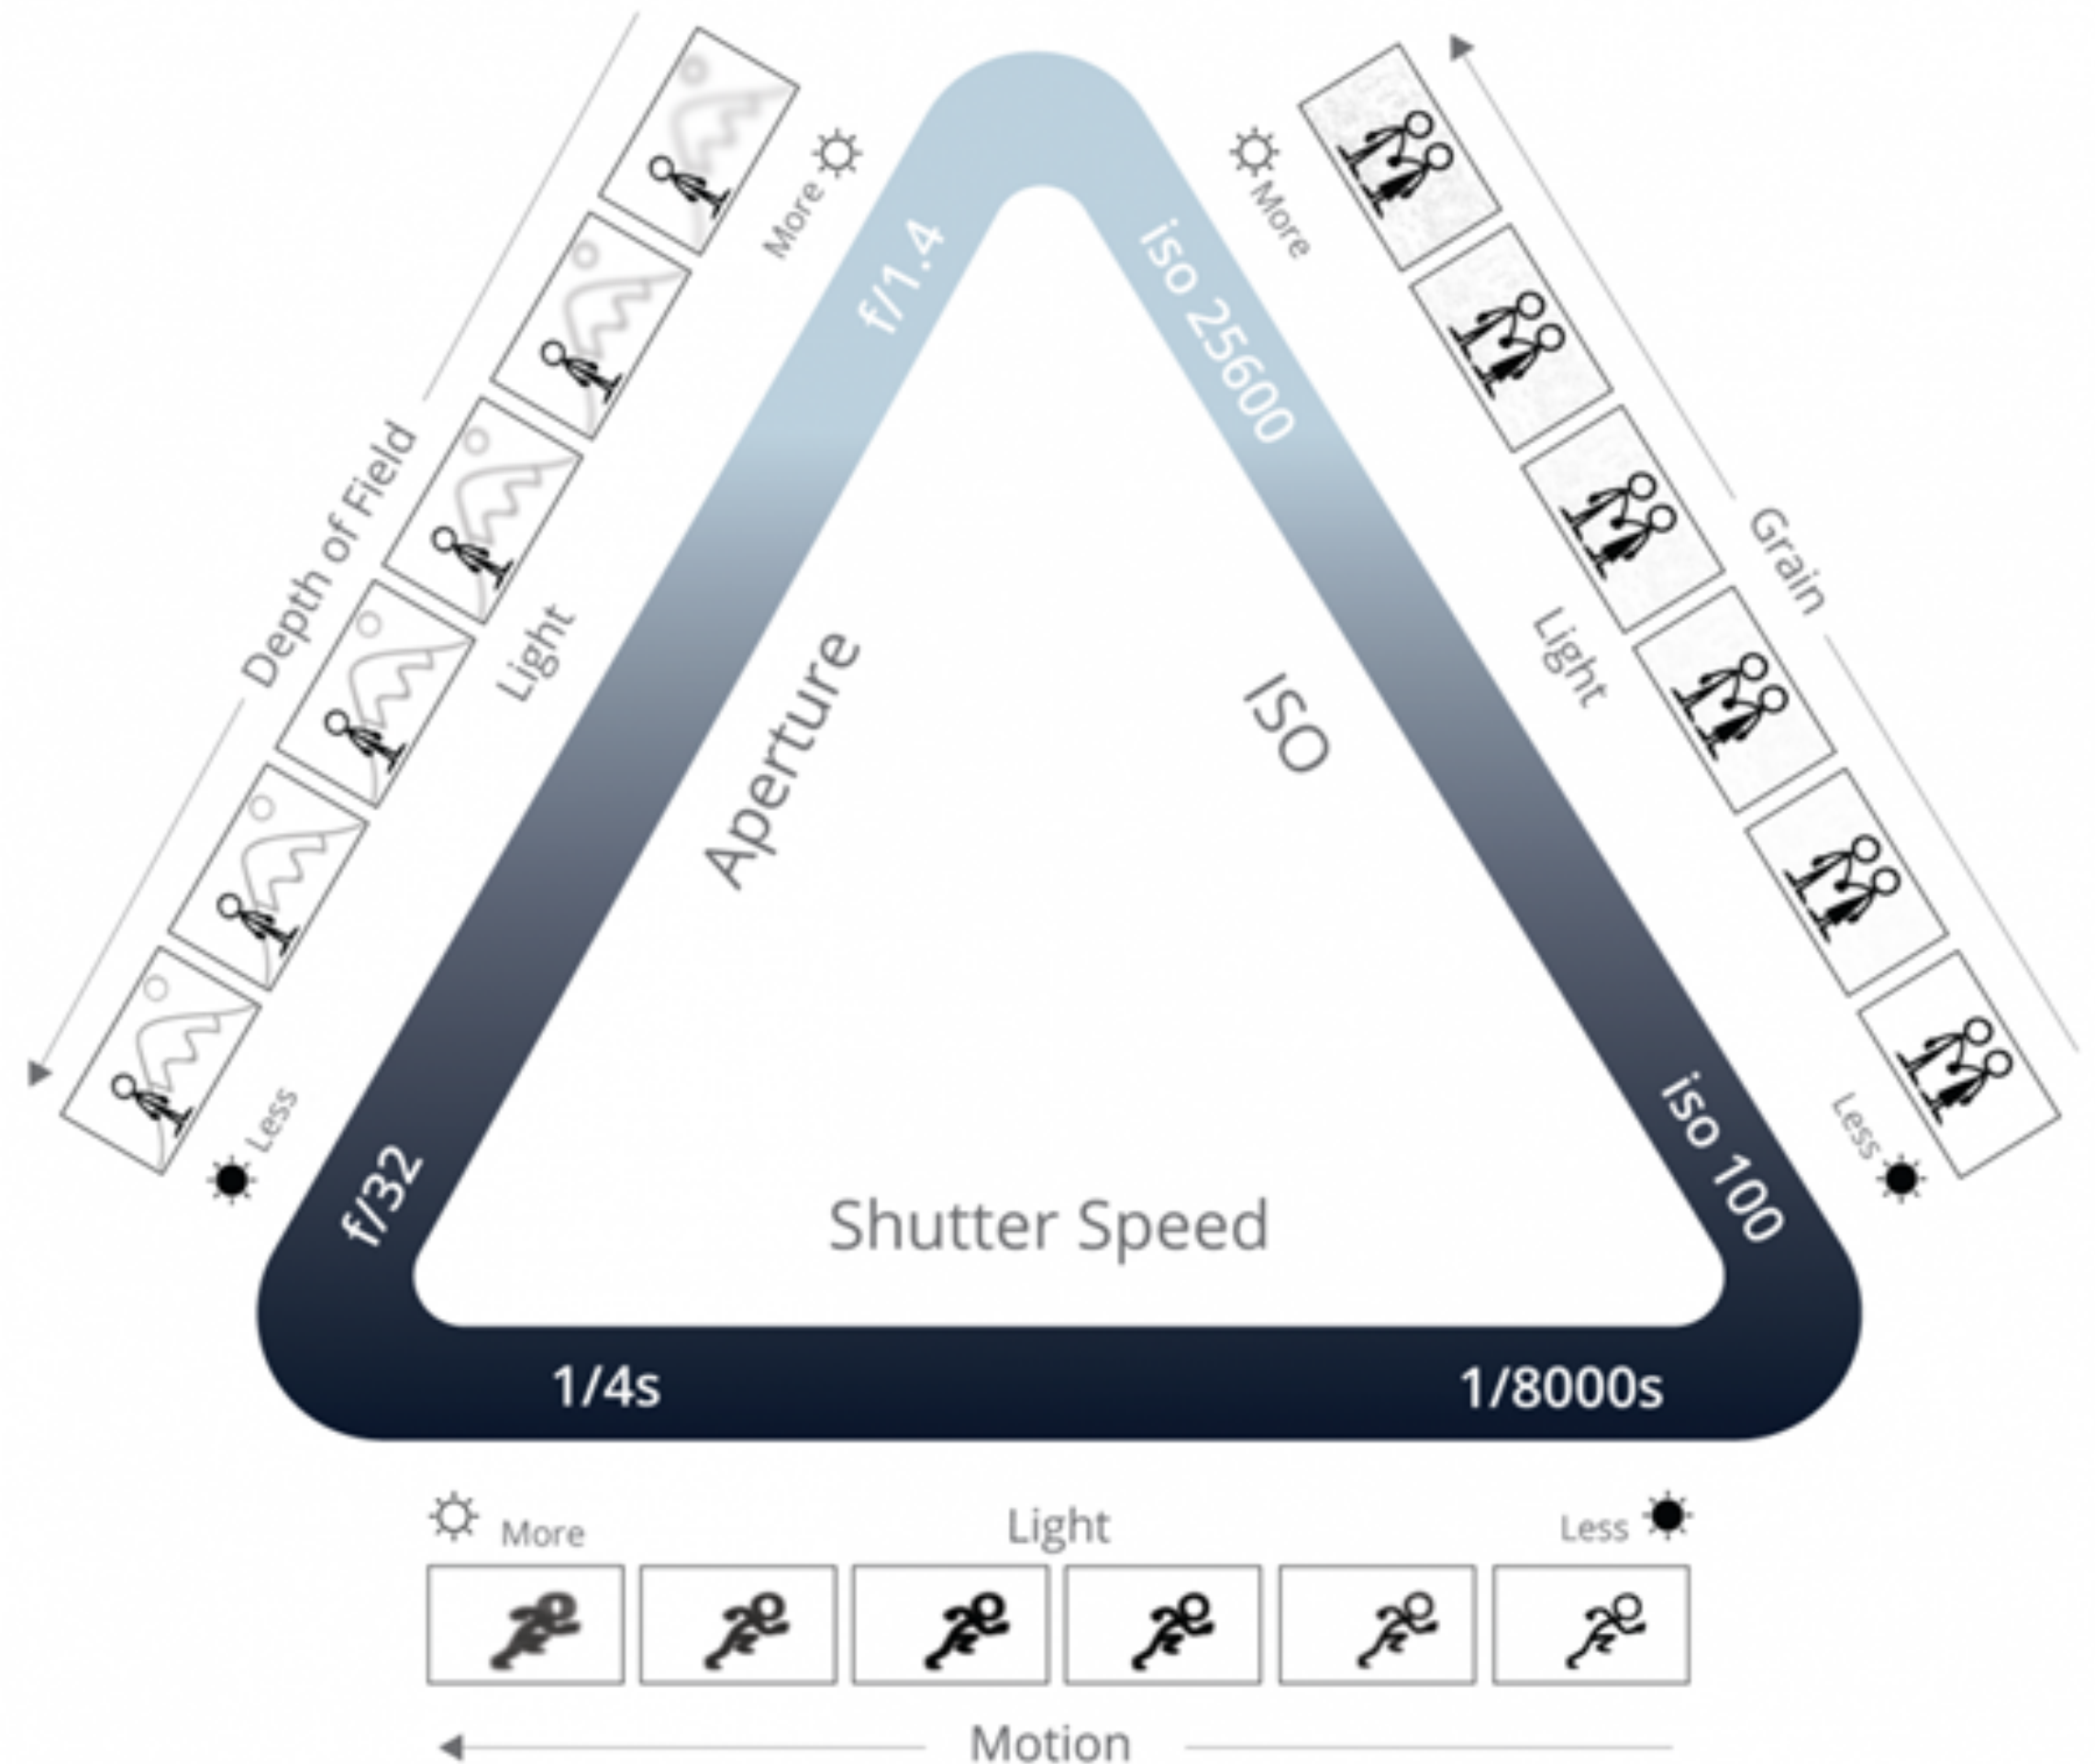 More
More
f/1.4
iso 25600
Depth of Field
Grain
Light
Light
Aperture
ISO
Less
Less
f/32
iso 100
Shutter Speed
1/4s
1/8000s
More
Light
Less
Motion